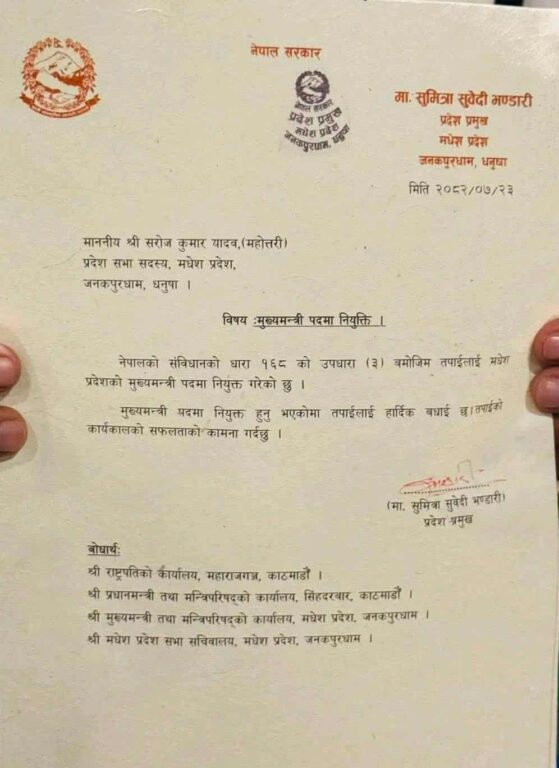 नेपाल सरकार
नेपाल सरकार
प्रदेश प्रमुख
मधेश प्रदेश
जनकपुरधाम, धनुषा
मा. सुमित्रा सुवेदी भण्डारी
प्रदेश प्रमुख
मधेश प्रदेश
जनकपुरधाम, धनुषा
मिति २०८२/०७/२३
माननीय श्री सरोज कुमार यादव,(महोत्तरी)
प्रदेश सभा सदस्य, मधेश प्रदेश,
जनकपुरधाम, धनुषा ।
विषय :मुख्यमन्त्री पदमा नियुक्ति ।
नेपालको संविधानको धारा १६८ को उपधारा (३) बमोजिम तपाईलाई मधेश
प्रदेशको मुख्यमन्त्री पदमा नियुक्त गरेको छु ।
मुख्यमन्त्री पदमा नियुक्त हुनु भएकोमा तपाईलाई हार्दिक बधाई छ।तपाईको
कार्यकालको सफलताको कामना गर्दछु ।
(मा. सुमित्रा सुवेदी भण्डारी)
प्रदेश प्रमुख
बोधार्थः
श्री राष्ट्रपतिको कार्यालय, महाराजगञ्ज, काठमाडौँ ।
श्री प्रधानमन्त्री तथा मन्त्रिपरिषद्को कार्यालय, सिंहदरबार, काठमाडौँ ।
श्री मुख्यमन्त्री तथा मन्त्रिपरिषद्को कार्यालय, मधेश प्रदेश, जनकपुरधाम ।
श्री मधेश प्रदेश सभा सचिवालय, मधेश प्रदेश, जनकपुरधाम ।